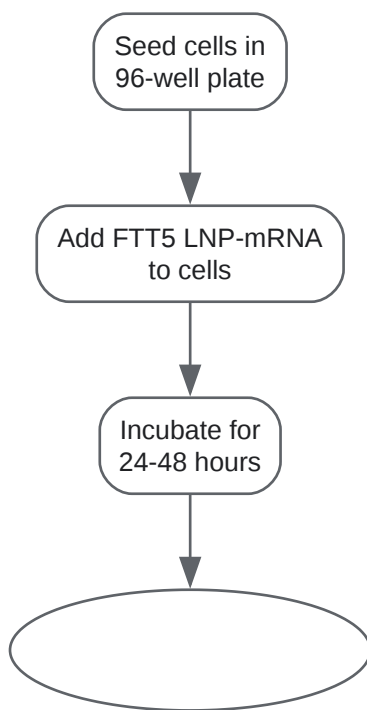 Seed cells in
96-well plate
Add FTT5 LNP-mRNA
to cells
Incubate for
24-48 hours